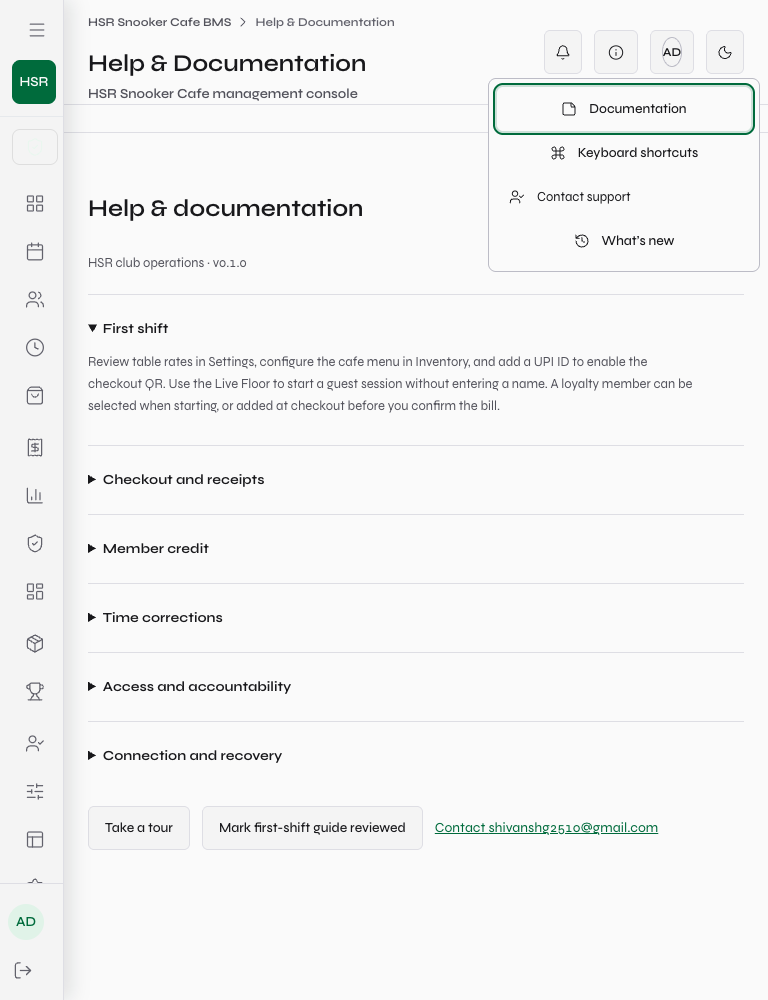 HSR Snooker Cafe BMS > Help & Documentation
Help & Documentation
HSR Snooker Cafe management console
HSR
AD
Documentation
Keyboard shortcuts
Contact support
What's new
Help & documentation
HSR club operations · v0.1.0
First shift
Review table rates in Settings, configure the cafe menu in Inventory, and add a UPI ID to enable the
checkout QR. Use the Live Floor to start a guest session without entering a name. A loyalty member can be
selected when starting, or added at checkout before you confirm the bill.
Checkout and receipts
Member credit
Time corrections
Access and accountability
Connection and recovery
Take a tour
Mark first-shift guide reviewed
Contact shivanshg2510@gmail.com
AD